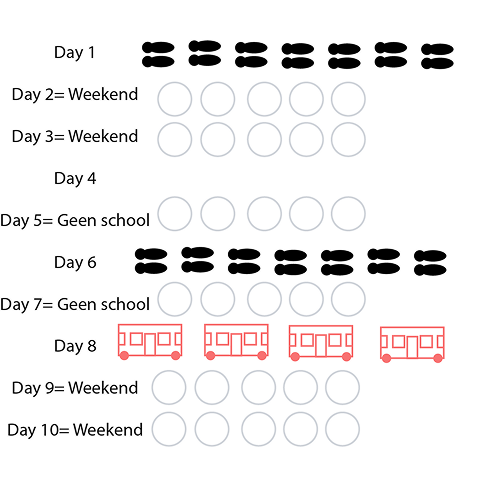 Day 1
Day 2= Weekend
Day 3= Weekend
Day 4
Day 5= Geen school
Day 6
Day 7= Geen school
Day 8
Day 9= Weekend
Day 10= Weekend